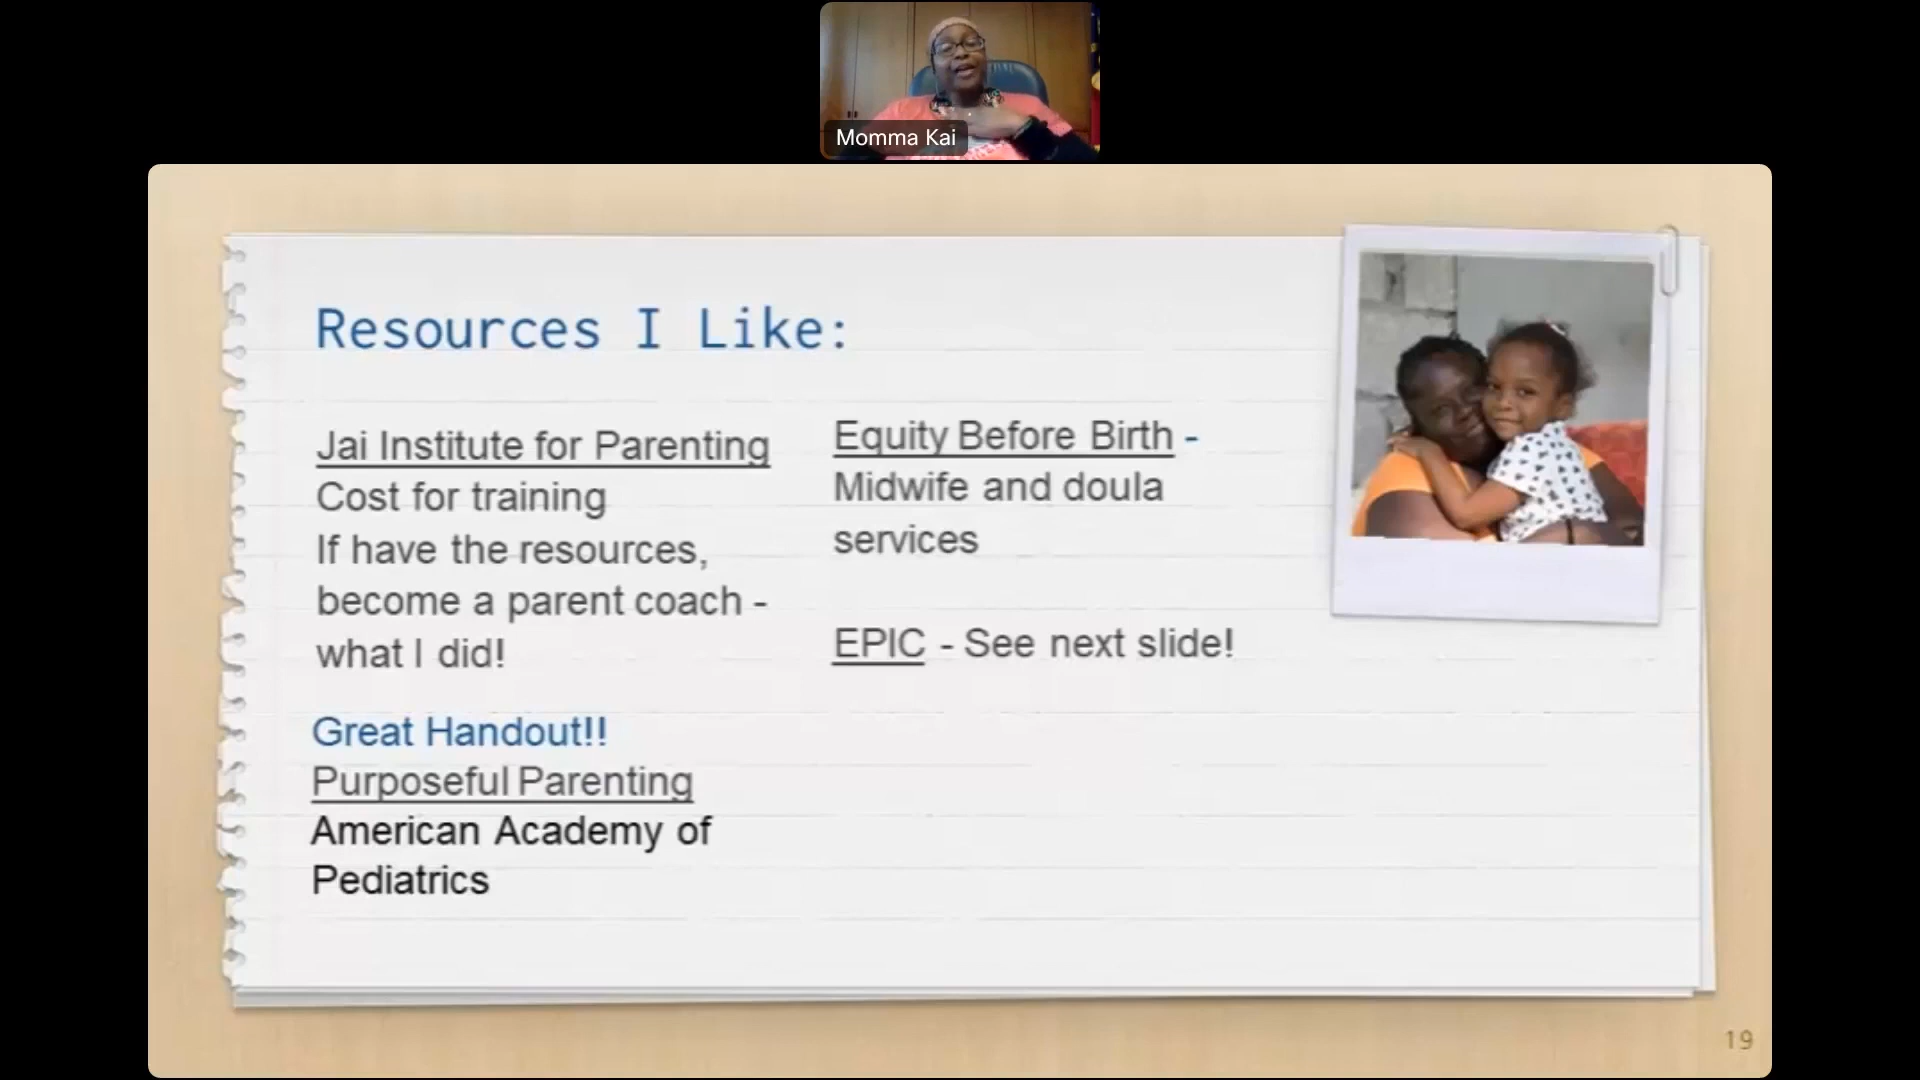 Momma Kai
Resources I Like:
Jai Institute for Parenting
Cost for training
If have the resources,
become a parent coach -
what I did!
Great Handout!!
Purposeful Parenting
American Academy of
Pediatrics
Equity Before Birth -
Midwife and doula
services
EPIC - See next slide!
19